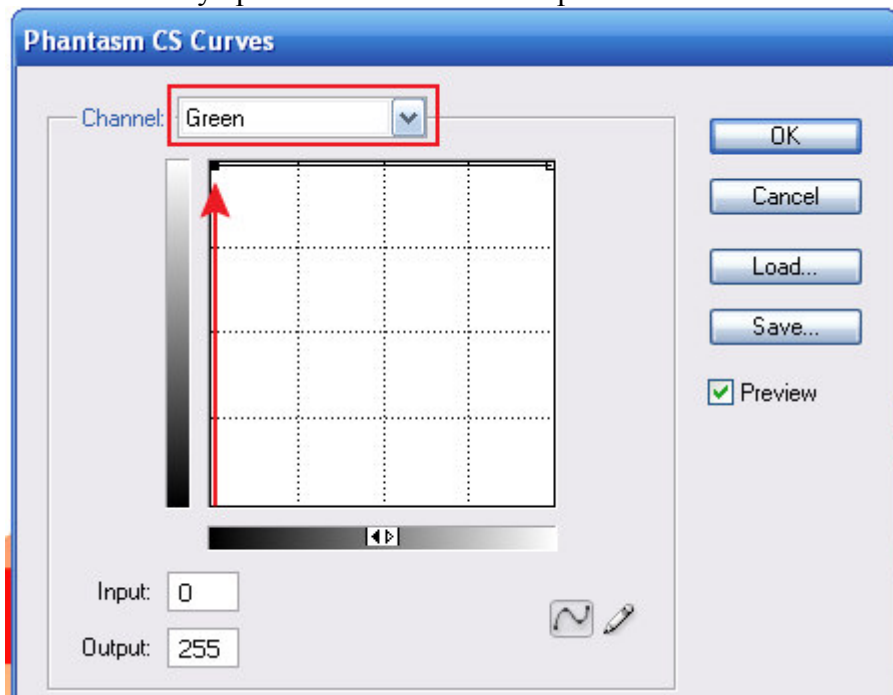 Phantasm CS Curves
Channel: Green
OK
Cancel
Load...
Save...
Preview
Input: 0
Output: 255